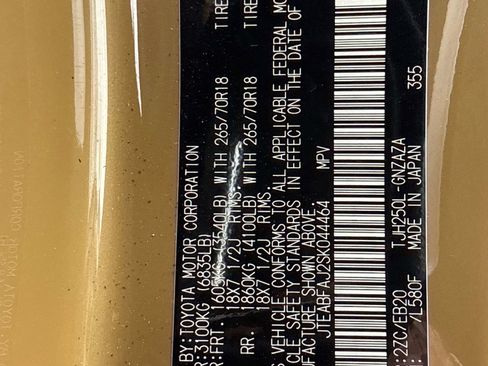 BY:TOYOTA MOTOR CORPORATION
R:3100KG (6835LB)
R:FRT. 1605KG (3540LB) WITH 265/70R18 TIRE
18X7 1/2J RIMS.
RR. 1860KG (4100LB) WITH 265/70R18 TIRE
18X7 1/2J RIMS.
S VEHICLE CONFORMS TO ALL APPLICABLE FEDERAL MO
ICLE SAFETY STANDARDS IN EFFECT ON THE DATE OF
UFACTURE SHOWN ABOVE.
JTEABFAJ2SK044464 MPV
:2ZC/EB20 TJH250L-GNZAZA
/L580F MADE IN JAPAN 355